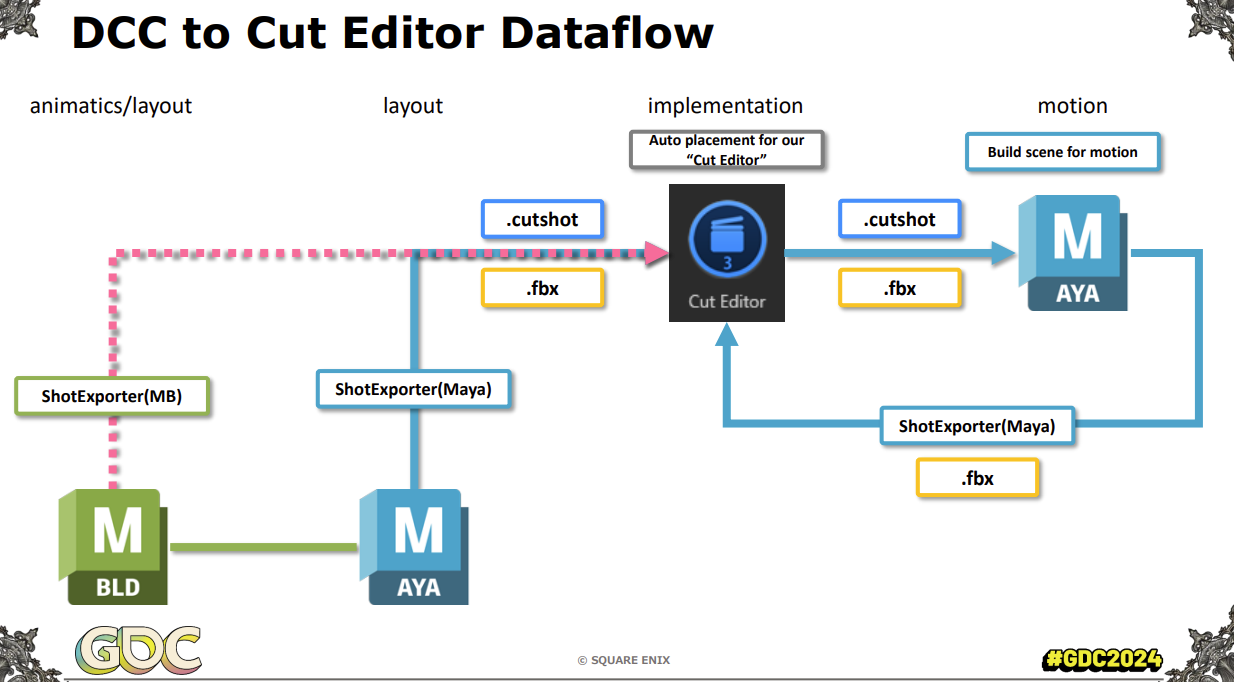 DCC to Cut Editor Dataflow
animatics/layout
layout
implementation
motion
Auto placement for our
“Cut Editor”
Build scene for motion
.cutshot
.fbx
3
Cut Editor
.cutshot
.fbx
M
AYA
ShotExporter(MB)
ShotExporter(Maya)
ShotExporter(Maya)
.fbx
M
BLD
M
AYA
GDC
© SQUARE ENIX
#GDC2024